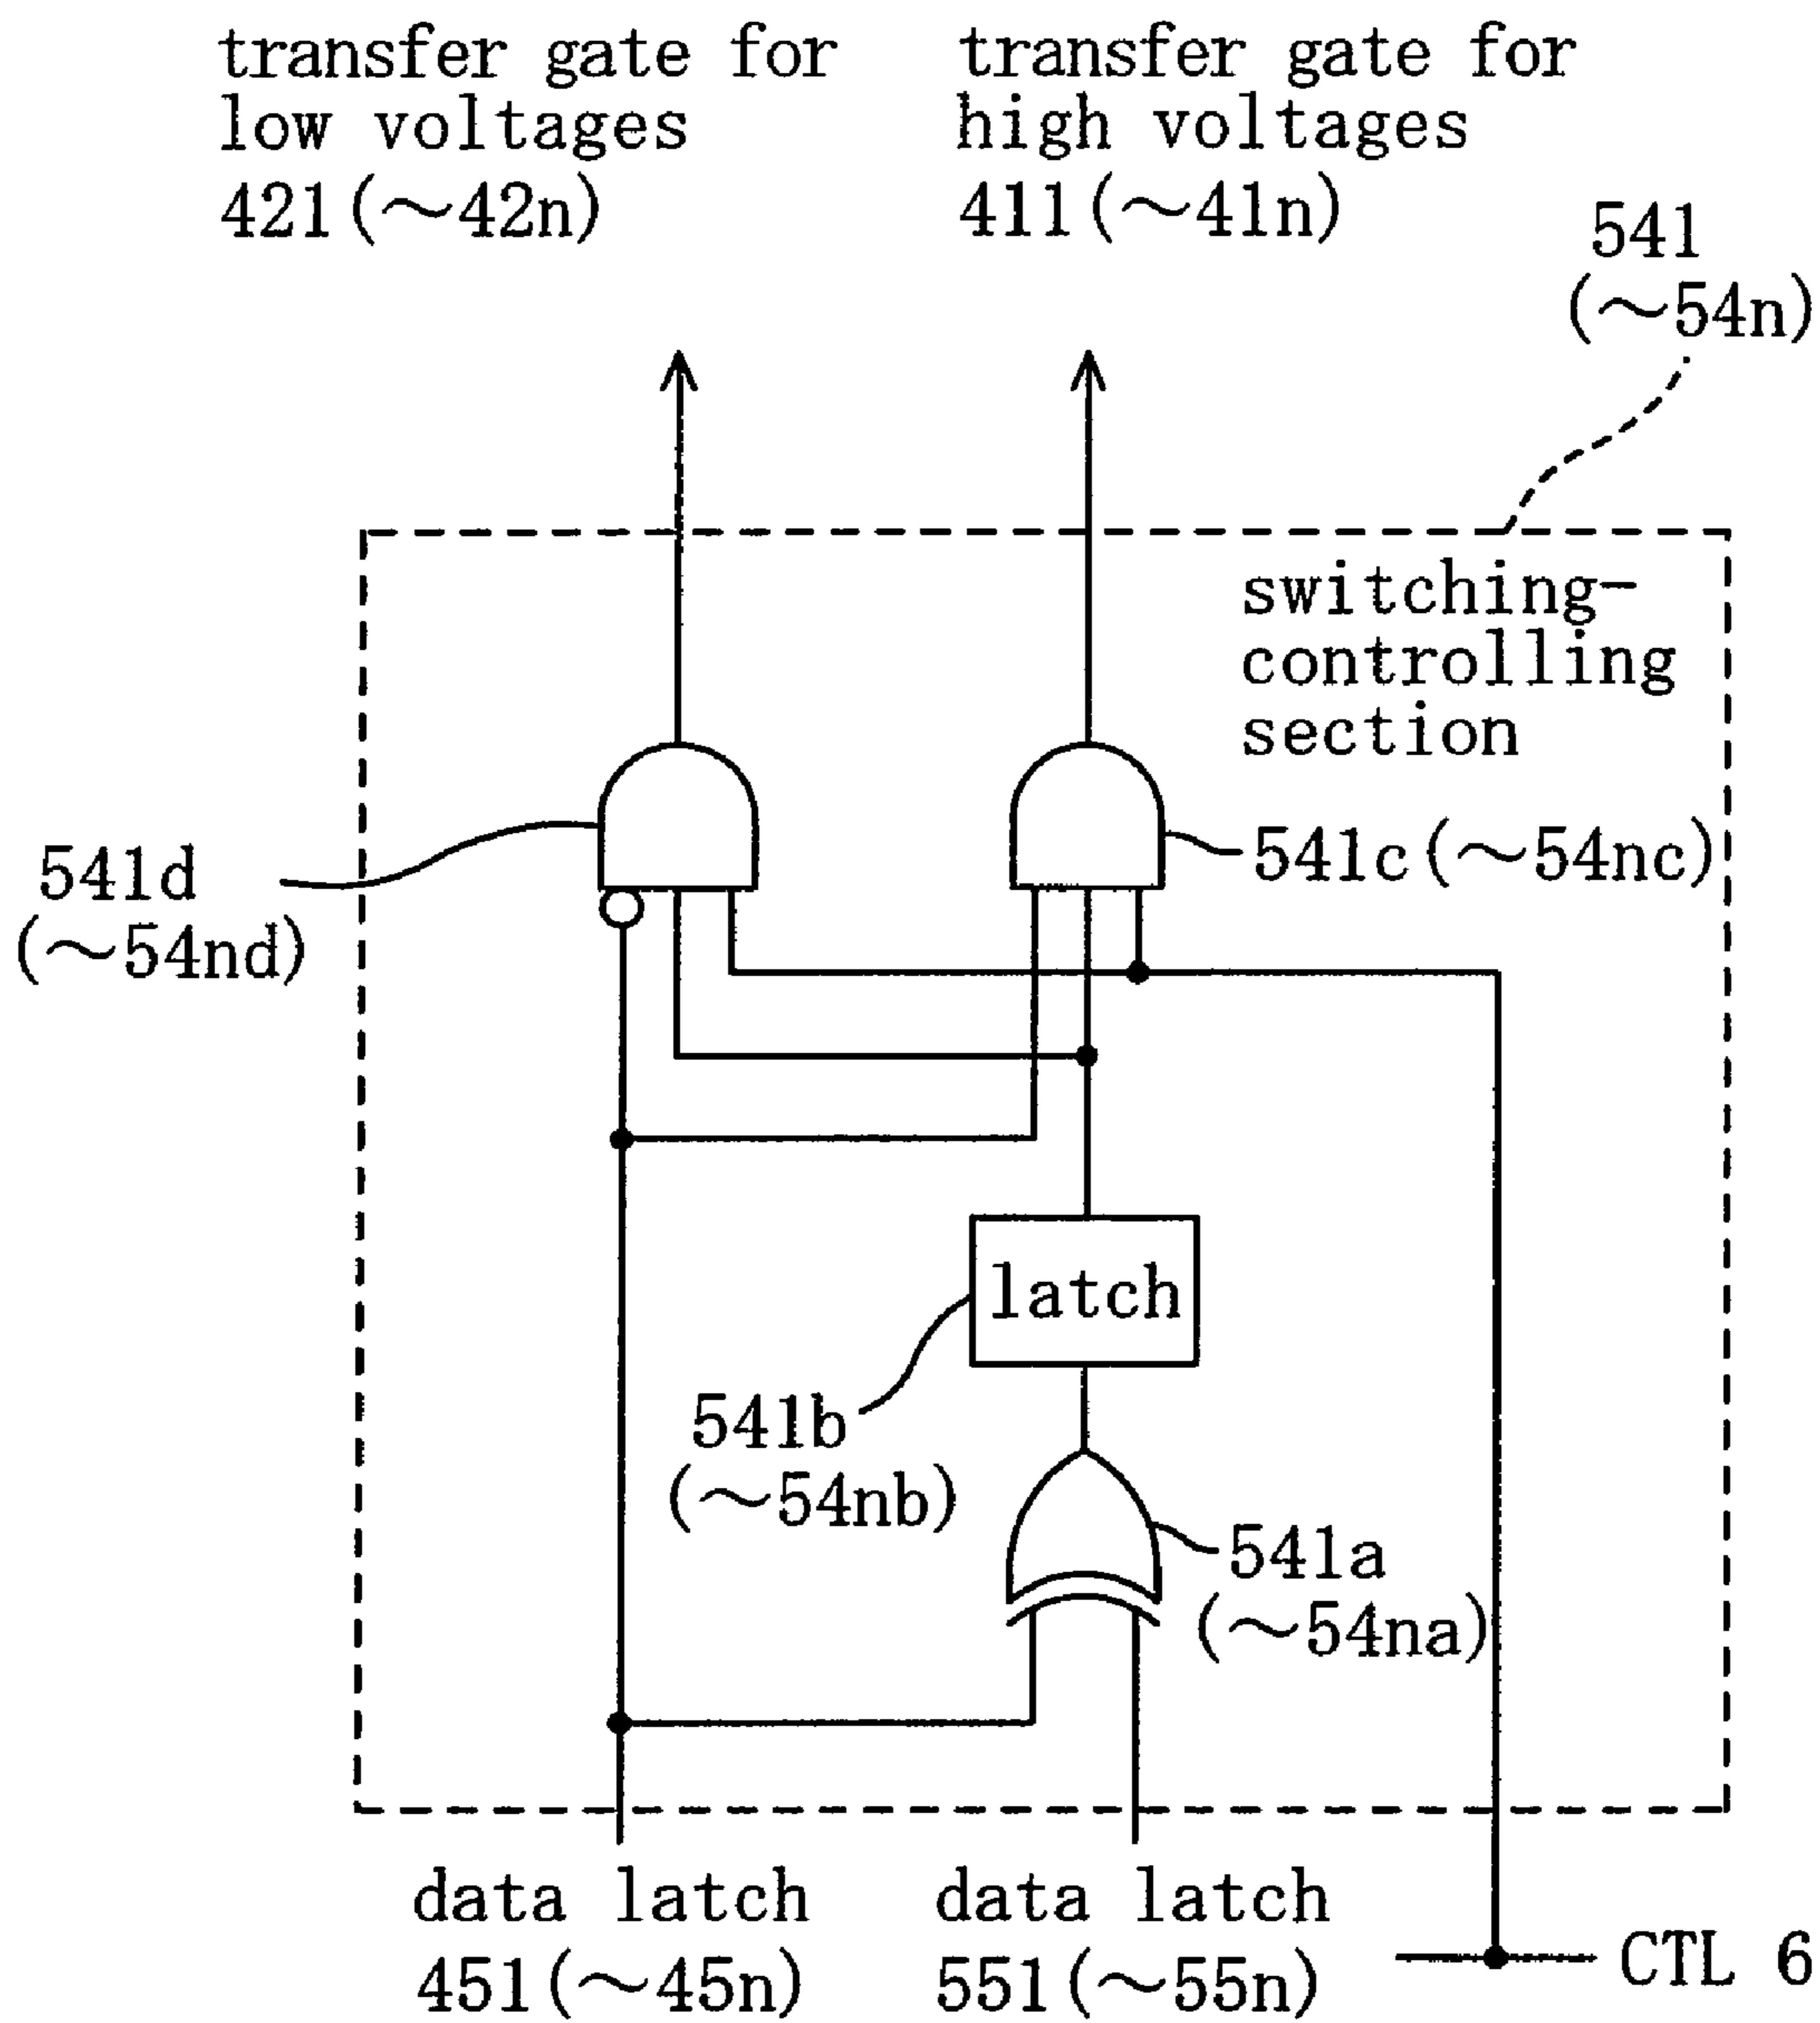 transfer gate for
low voltages
421(～42n)
transfer gate for
high voltages
411(～41n)
541
(～54n)
switching-
controlling
section
541d
(～54nd)
541c(～54nc)
latch
541b
(～54nb)
541a
(～54na)
data latch
451(～45n)
data latch
551(～55n)
CTL 6